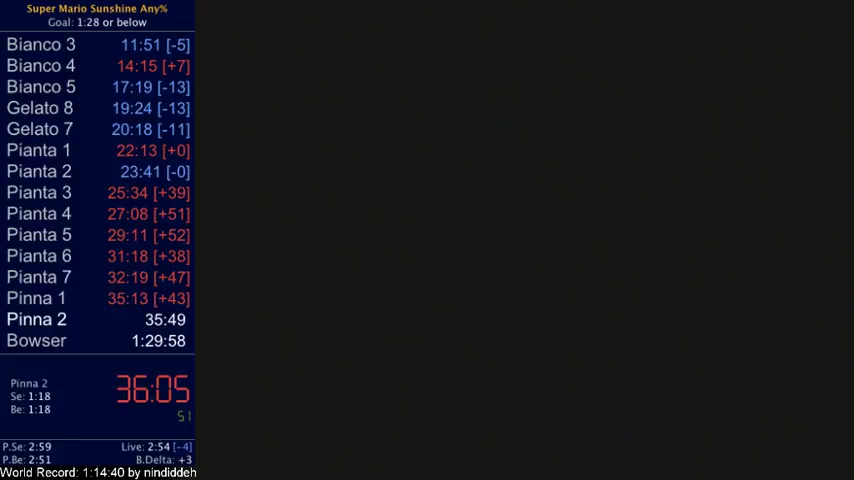 Super Mario Sunshine Any%
Goal: 1:28 or below
Bianco 3 11:51 [-5]
Bianco 4 14:15 [+7]
Bianco 5 17:19 [-13]
Gelato 8 19:24 [-13]
Gelato 7 20:18 [-11]
Pianta 1 22:13 [+0]
Pianta 2 23:41 [-0]
Pianta 3 25:34 [+39]
Pianta 4 27:08 [+51]
Pianta 5 29:11 [+52]
Pianta 6 31:18 [+38]
Pianta 7 32:19 [+47]
Pinna 1 35:13 [+43]
Pinna 2 35:49
Bowser 1:29:58
Pinna 2
Se: 1:18
Be: 1:18
36:05
51
P.Se: 2:59 Live: 2:54 [-4]
P.Be: 2:51 B.Delta: +3
World Record: 1:14:40 by nindiddeh